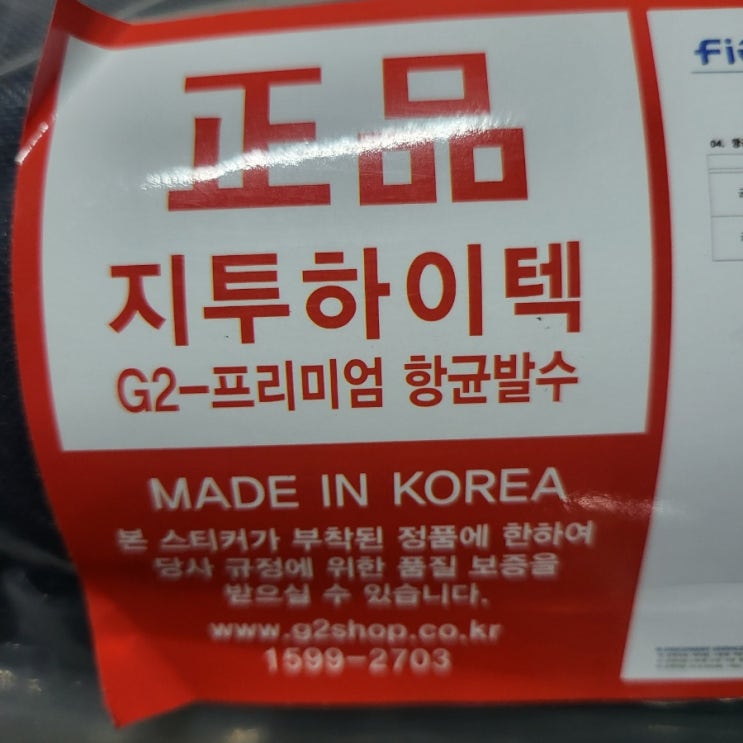 正品
지투하이텍
G2-프리미엄 항균발수
MADE IN KOREA
본 스티커가 부착된 정품에 한하여
당사 규정에 위한 품질 보증을
받으실 수 있습니다.
www.g2shop.co.kr
1599-2703
04.